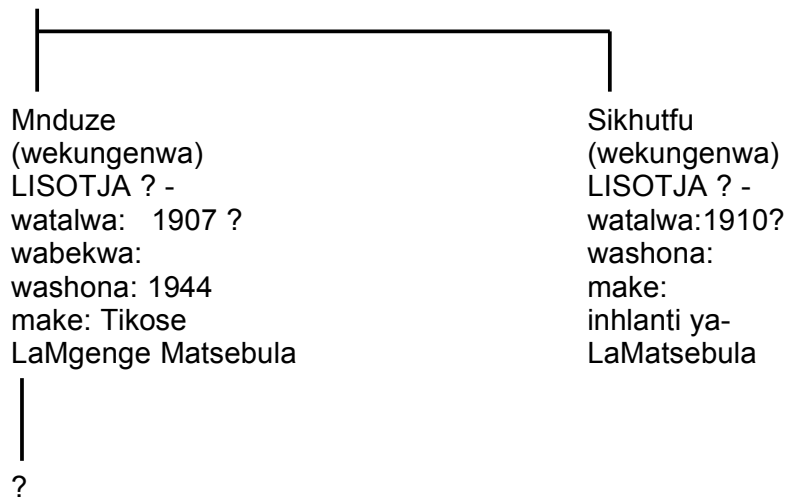 Mnduze
(wekungenwa)
LISOTJA ? -
watalwa:   1907 ?
wabekwa:
washona: 1944
make: Tikose
LaMgenge Matsebula
?
Sikhutfu
(wekungenwa)
LISOTJA ? -
watalwa:1910?
washona:
make:
inhlanti ya-
LaMatsebula